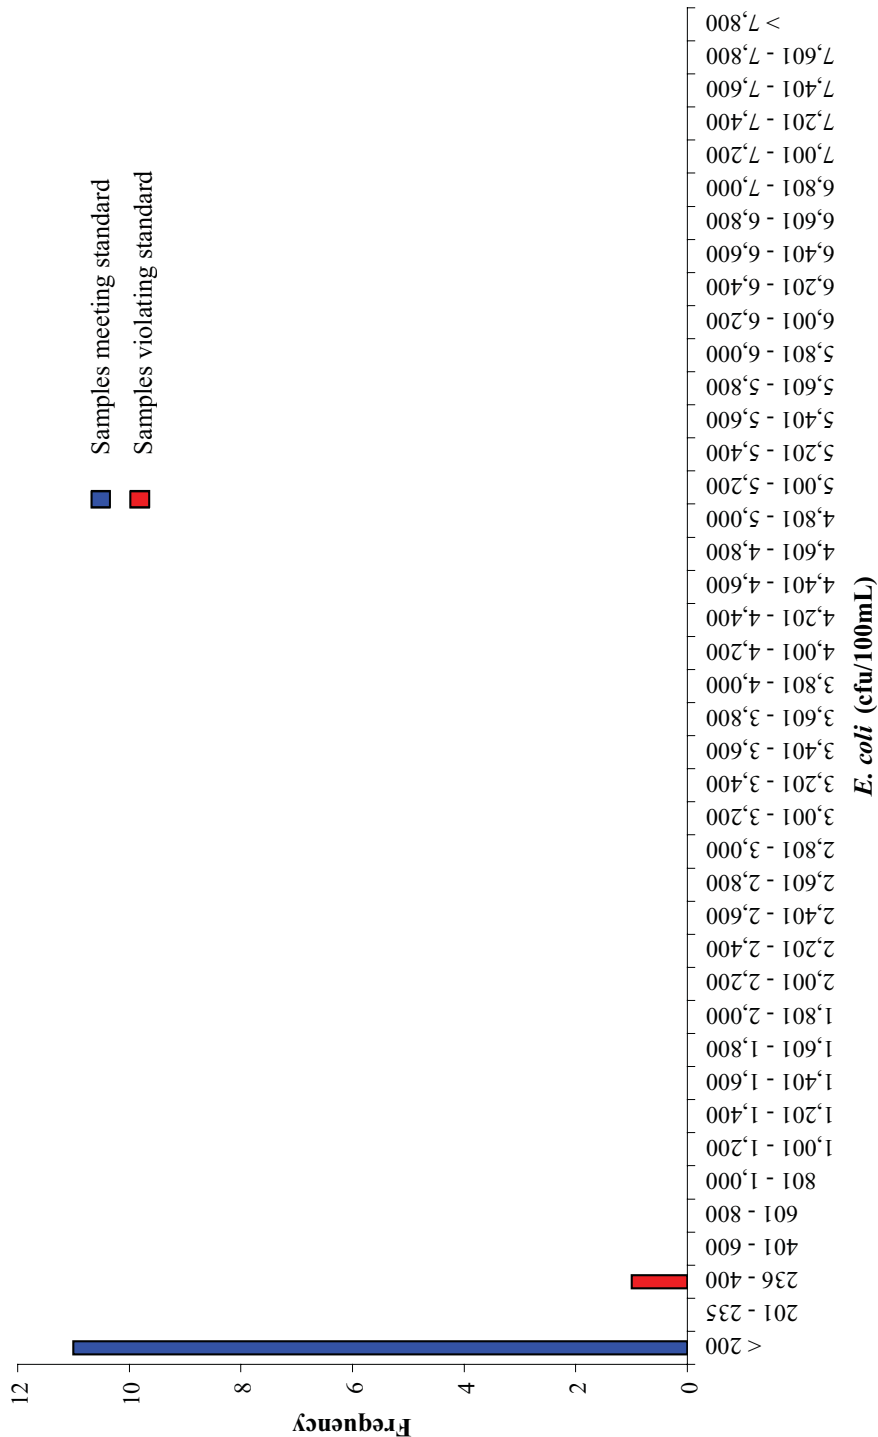 Frequency
12
10
8
6
4
2
0
Samples meeting standard
Samples violating standard
< 200
201 - 235
236 - 400
401 - 600
601 - 800
801 - 1,000
1,001 - 1,200
1,201 - 1,400
1,401 - 1,600
1,601 - 1,800
1,801 - 2,000
2,001 - 2,200
2,201 - 2,400
2,401 - 2,600
2,601 - 2,800
2,801 - 3,000
3,001 - 3,200
3,201 - 3,400
3,401 - 3,600
3,601 - 3,800
3,801 - 4,000
4,001 - 4,200
4,201 - 4,400
4,401 - 4,600
4,601 - 4,800
4,801 - 5,000
5,001 - 5,200
5,201 - 5,400
5,401 - 5,600
5,601 - 5,800
5,801 - 6,000
6,001 - 6,200
6,201 - 6,400
6,401 - 6,600
6,601 - 6,800
6,801 - 7,000
7,001 - 7,200
7,201 - 7,400
7,401 - 7,600
7,601 - 7,800
> 7,800
E. coli (cfu/100mL)